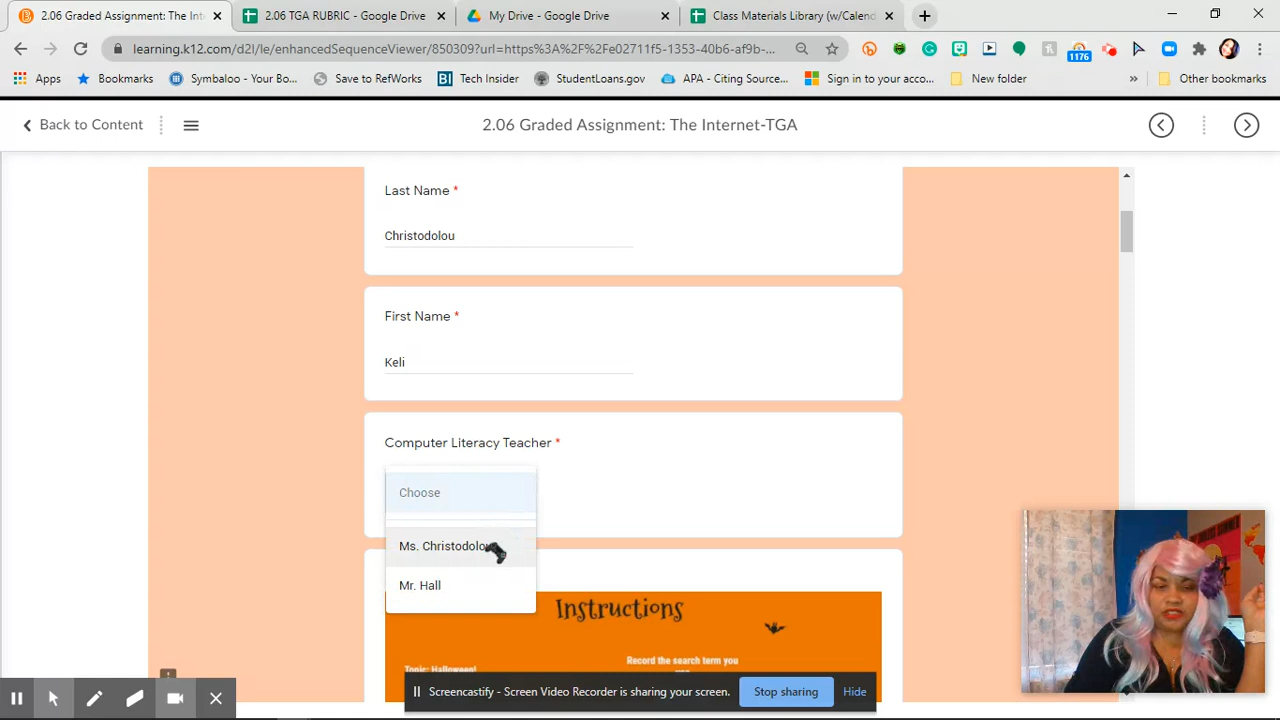 2.06 Graded Assignment: The Int
2.06 TGA RUBRIC - Google Drive
My Drive - Google Drive
Class Materials Library (w/Calend
learning.k12.com/d2l/le/enhancedSequenceViewer/850309?url=https%3A%2F%2Fe02711f5-1353-40b6-af9b-...
1176
Apps
Bookmarks
Symbaloo - Your Bo...
Save to RefWorks
BI
Tech Insider
StudentLoans.gov
APA - Citing Source...
Sign in to your acco...
New folder
»
Other bookmarks
Back to Content
2.06 Graded Assignment: The Internet-TGA
Last Name *
Christodolou
First Name *
Keli
Computer Literacy Teacher *
Choose
Ms. Christodolou
Mr. Hall
Instructions
Topic: Halloween!
Record the search term you
Screencastify - Screen Video Recorder is sharing your screen.
Stop sharing
Hide